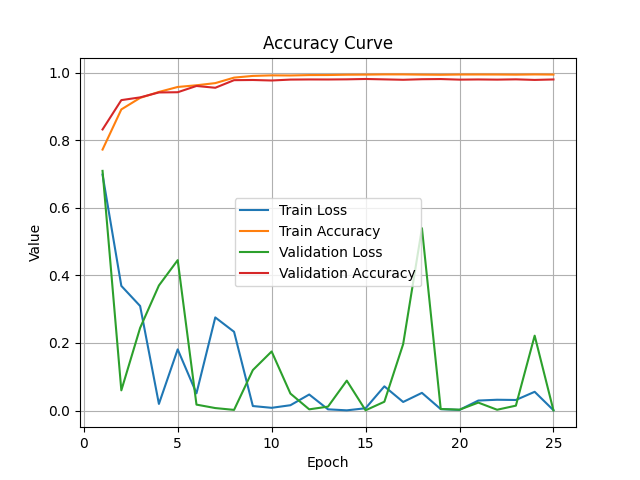 Accuracy Curve
1.0
0.8
0.6
0.4
0.2
0.0
Value
Train Loss
Train Accuracy
Validation Loss
Validation Accuracy
0 5 10 15 20 25
Epoch